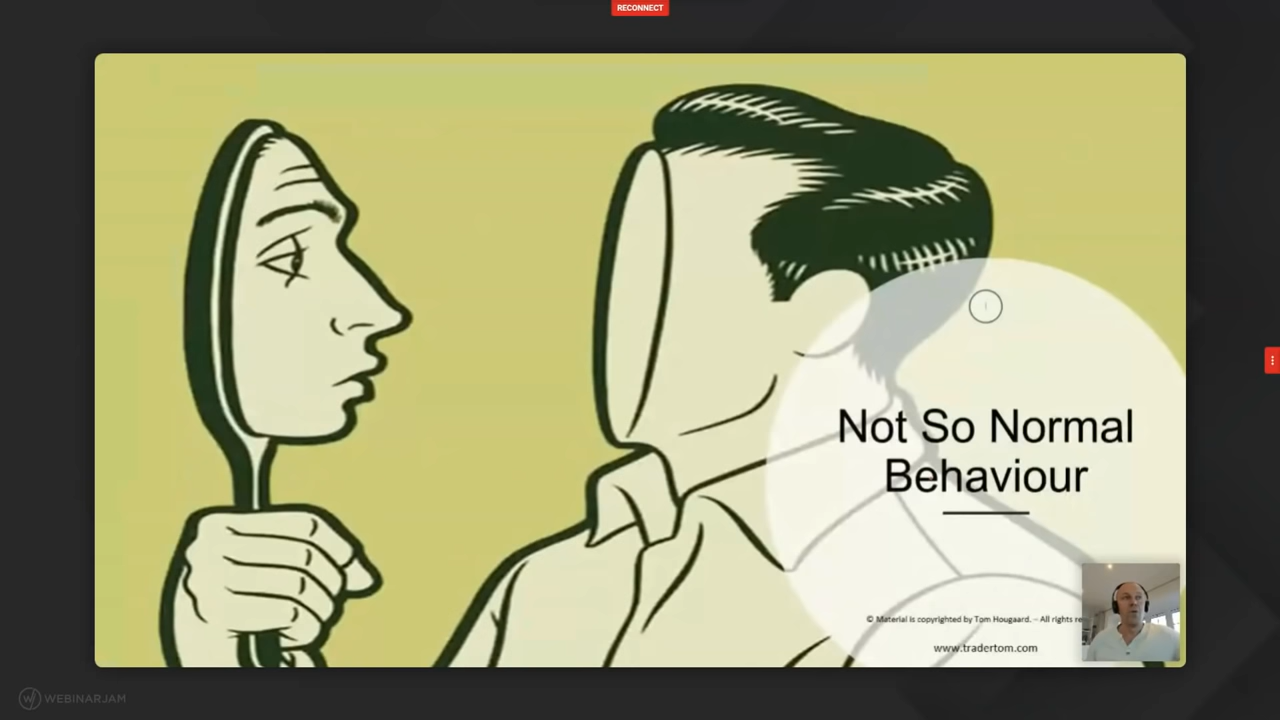 RECONNECT
Not So Normal
Behaviour
© Material is copyrighted by Tom Hougaard. – All rights
www.tradertom.com
WEBINARJAM